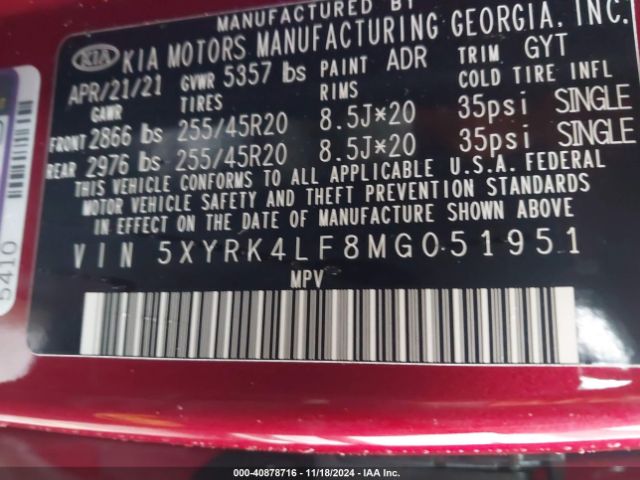 MANUFACTURED BY
KIA KIA MOTORS MANUFACTURING GEORGIA, INC.
APR/21/21 GVWR 5357 lbs PAINT ADR TRIM GYT
GAWR TIRES RIMS COLD TIRE INFL
FRONT 2866 lbs 255/45R20 8.5J*20 35psi SINGLE
REAR 2976 lbs 255/45R20 8.5J*20 35psi SINGLE
THIS VEHICLE CONFORMS TO ALL APPLICABLE U.S.A. FEDERAL
MOTOR VEHICLE SAFETY AND THEFT PREVENTION STANDARDS
IN EFFECT ON THE DATE OF MANUFACTURE SHOWN ABOVE
VIN 5XYRK4LF8MG051951
MPV
5410
000-40878716 | 11/18/2024 - IAA Inc.